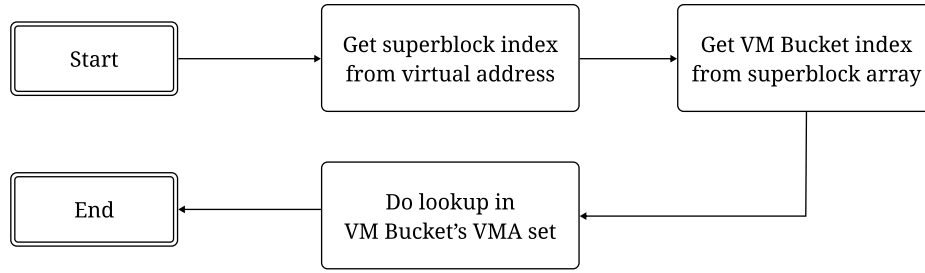 Start
Get superblock index
from virtual address
Get VM Bucket index
from superblock array
Do lookup in
VM Bucket’s VMA set
End